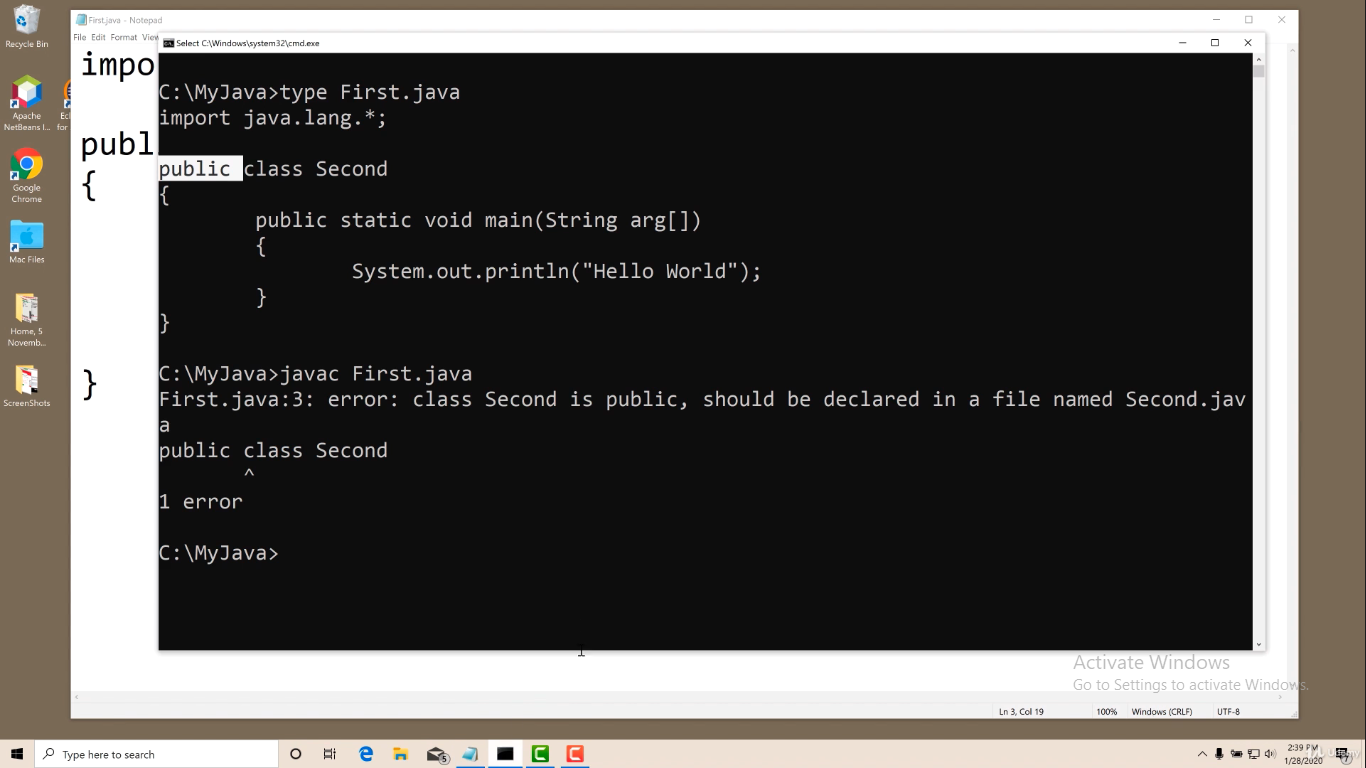 Recycle Bin
Apache
NetBeans I...
Ec
for
Google
Chrome
Mac Files
Home, 5
Novemb...
ScreenShots
First.java - Notepad
File Edit Format View
impo
publ
{
}
Select C:\Windows\system32\cmd.exe
C:\MyJava>type First.java
import java.lang.*;
public class Second
{
public static void main(String arg[])
{
System.out.println("Hello World");
}
}
C:\MyJava>javac First.java
First.java:3: error: class Second is public, should be declared in a file named Second.jav
a
public class Second
^
1 error
C:\MyJava>
Activate Windows
Go to Settings to activate Windows.
Ln 3, Col 19
100%
Windows (CRLF)
UTF-8
Type here to search
5
2:39 PM
1/28/2020
7